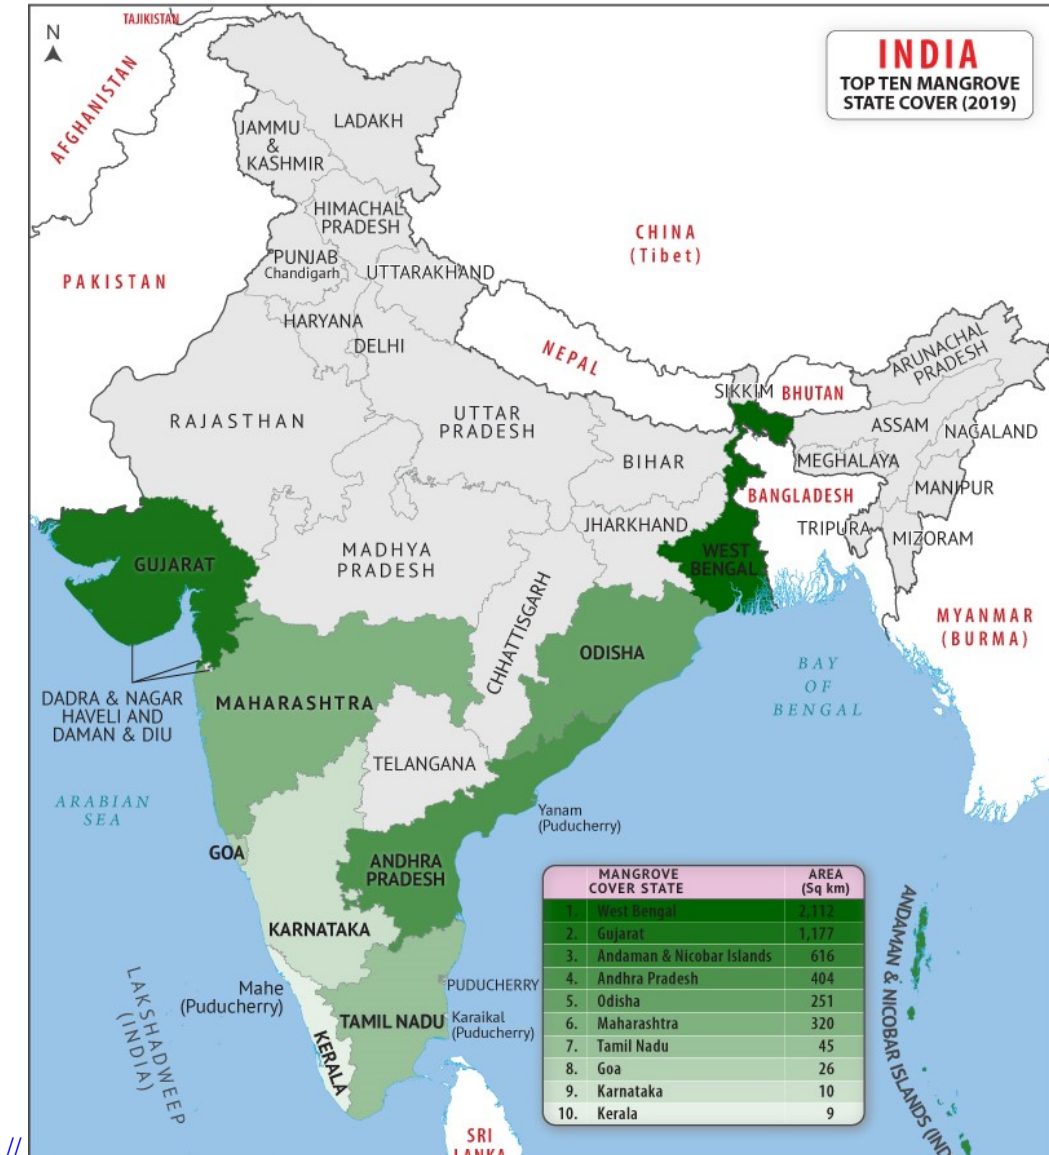 TAJIKISTAN
N
INDIA
TOP TEN MANGROVE
STATE COVER (2019)
AFGHANISTAN
LADAKH
JAMMU
&
KASHMIR
HIMACHAL
PRADESH
CHINA
(Tibet)
PAKISTAN
PUNJAB
Chandigarh
UTTARAKHAND
HARYANA
DELHI
NEPAL
ARUNACHAL
PRADESH
SIKKIM
BHUTAN
RAJASTHAN
UTTAR
PRADESH
ASSAM
NAGALAND
BIHAR
MEGHALAYA
MANIPUR
BANGLADESH
JHARKHAND
TRIPURA
MIZORAM
GUJARAT
MADHYA
PRADESH
WEST
BENGAL
CHHATTISGARH
MYANMAR
(BURMA)
ODISHA
BAY
OF
BENGAL
DADRA & NAGAR
HAVELI AND
DAMAN & DIU
MAHARASHTRA
TELANGANA
ARABIAN
SEA
Yanam
(Puducherry)
GOA
ANDHRA
PRADESH
KARNATAKA
MANGROVE
COVER STATE
AREA
(Sq km)
1. West Bengal 2,112
2. Gujarat 1,177
3. Andaman & Nicobar Islands 616
4. Andhra Pradesh 404
5. Odisha 251
6. Maharashtra 320
7. Tamil Nadu 45
8. Goa 26
9. Karnataka 10
10. Kerala 9
ANDAMAN & NICOBAR ISLANDS (IND
LAKSHADWEEP
(INDIA)
Mahe
(Puducherry)
PUDUCHERRY
TAMIL NADU
Karaikal
(Puducherry)
KERALA
SRI
LANKA
//